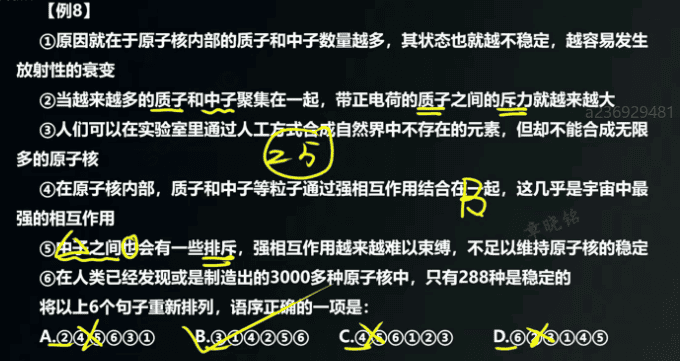 【例8】
①原因就在于原子核内部的质子和中子数量越多，其状态也就越不稳定，越容易发生
放射性的衰变
②当越来越多的质子和中子聚集在一起，带正电荷的质子之间的斥力就越来越大
a236929481
③人们可以在实验室里通过人工方式合成自然界中不存在的元素，但却不能合成无限
多的原子核
25
④在原子核内部，质子和中子等粒子通过强相互作用结合在一起，这几乎是宇宙中最
B
强的相互作用
章晓铭
⑤中子之间也会有一些排斥，强相互作用越来越难以束缚，不足以维持原子核的稳定
⑥在人类已经发现或是制造出的3000多种原子核中，只有288种是稳定的
将以上6个句子重新排列，语序正确的一项是：
A.②④⑤⑥③① B.③①④②⑤⑥ C.④⑤⑥①②③ D.⑥③②①④⑤